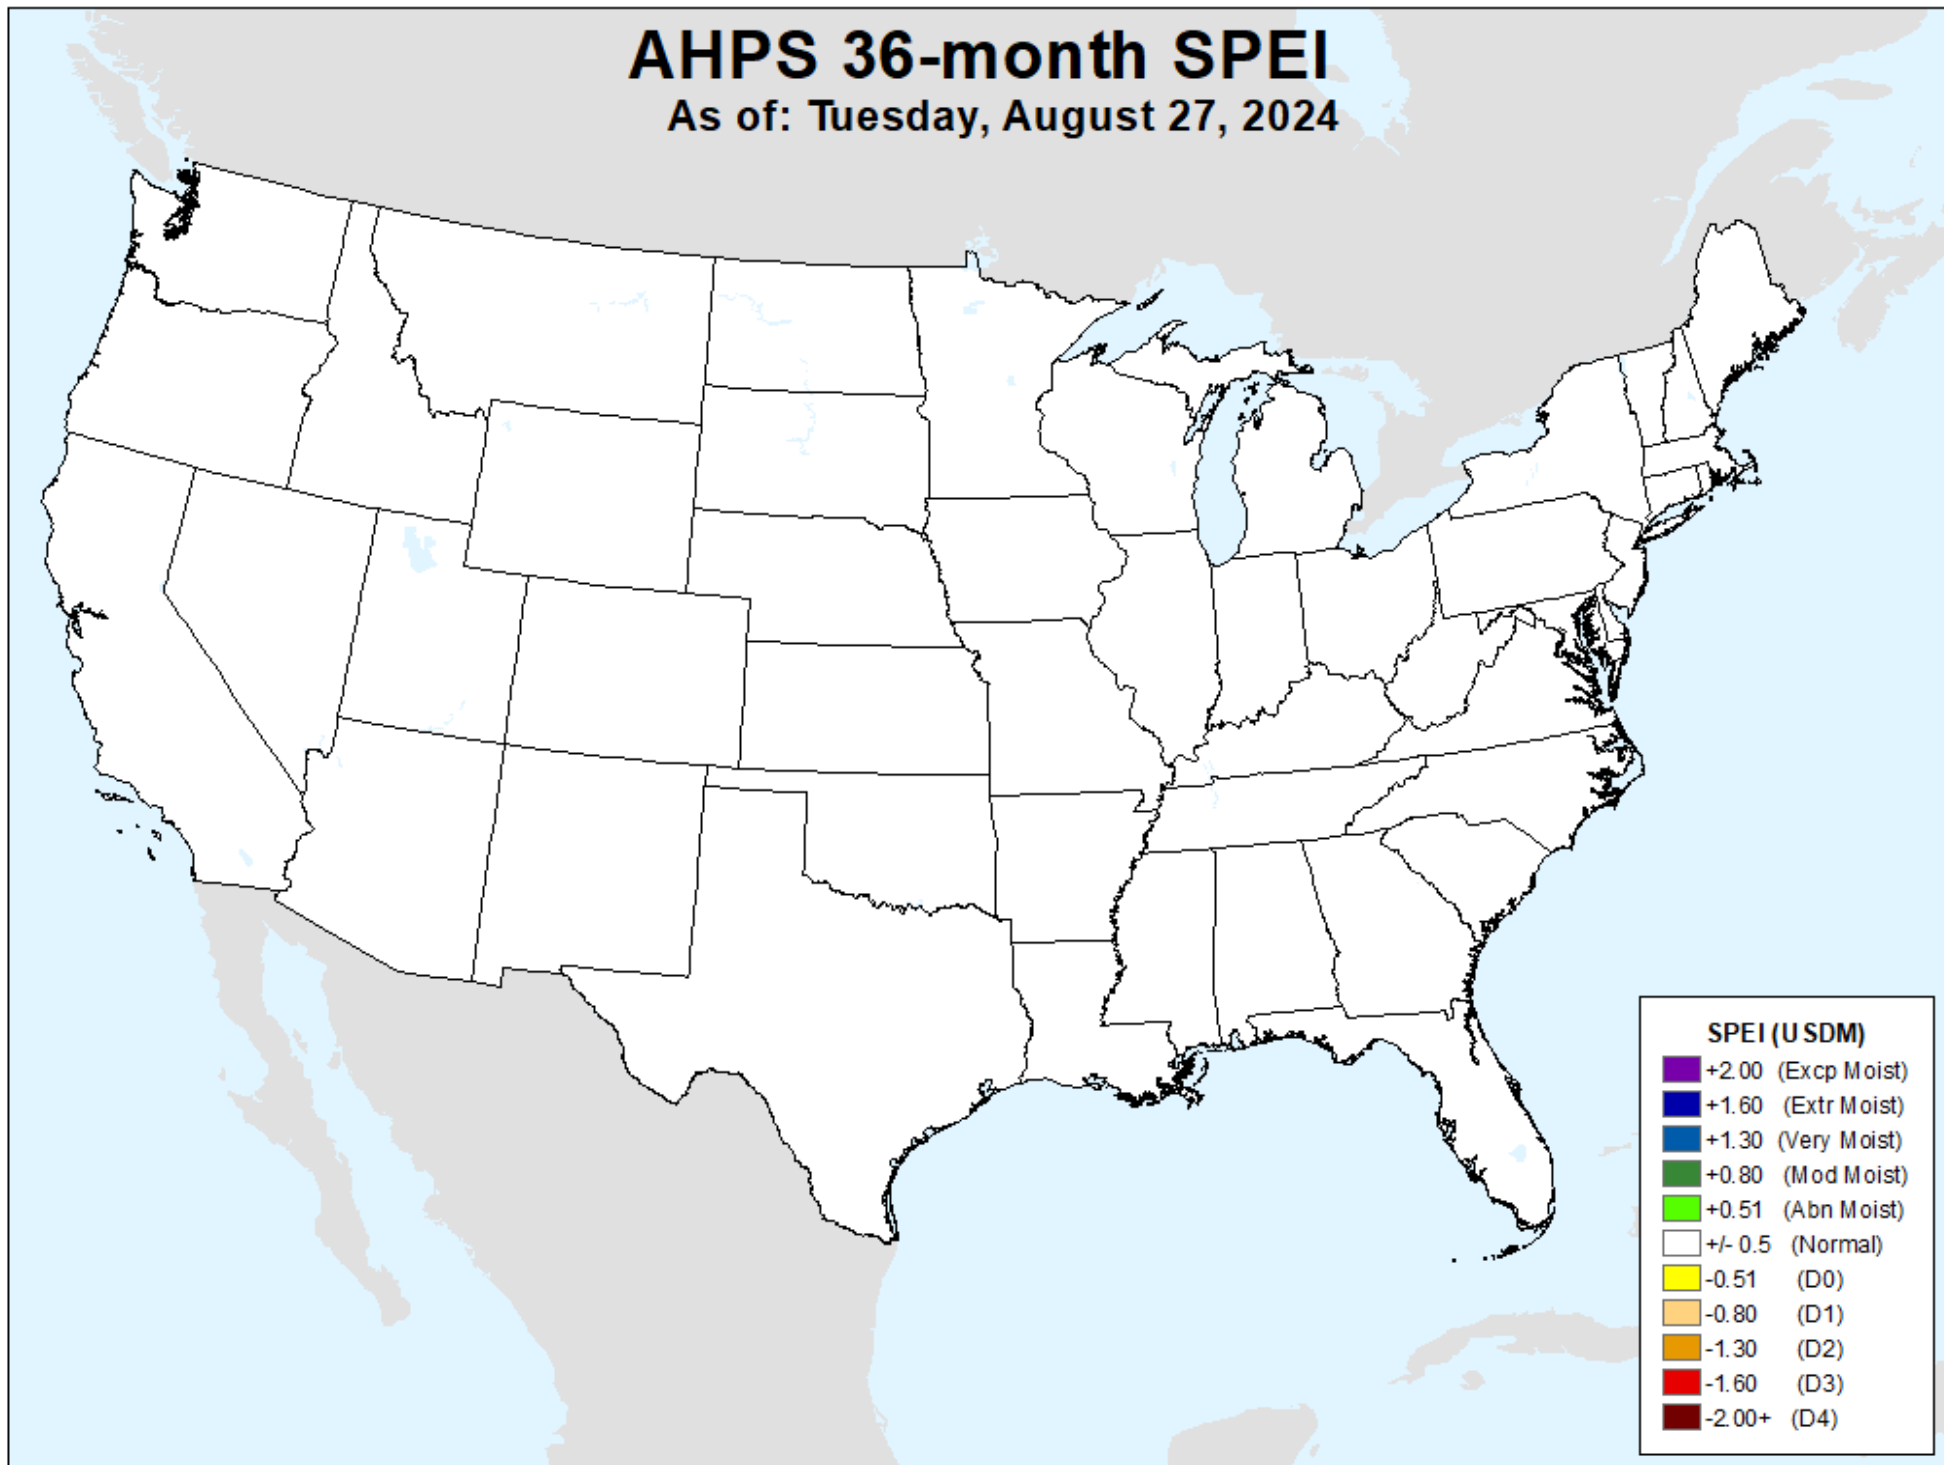 AHPS 36-month SPEI
As of: Tuesday, August 27, 2024
SPEI (USDM)
+2.00 (Excp Moist)
+1.60 (Extr Moist)
+1.30 (Very Moist)
+0.80 (Mod Moist)
+0.51 (Abn Moist)
+/- 0.5 (Normal)
-0.51 (D0)
-0.80 (D1)
-1.30 (D2)
-1.60 (D3)
-2.00+ (D4)